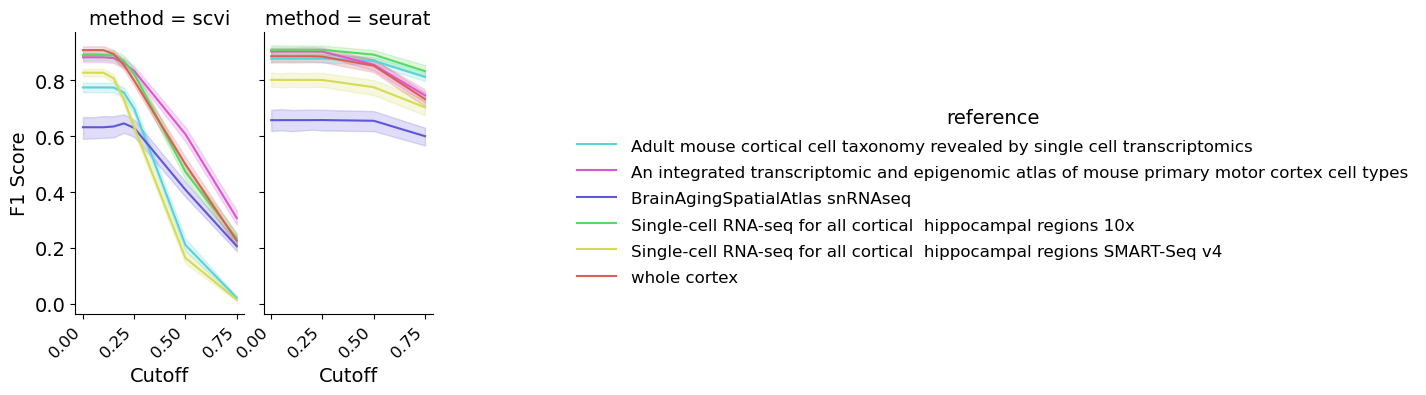 method = scvi
method = seurat
F1 Score
0.8
0.6
0.4
0.2
0.0
0.00
0.25
0.50
0.75
0.00
0.25
0.50
0.75
Cutoff
Cutoff
reference
Adult mouse cortical cell taxonomy revealed by single cell transcriptomics
An integrated transcriptomic and epigenomic atlas of mouse primary motor cortex cell types
BrainAgingSpatialAtlas snRNAseq
Single-cell RNA-seq for all cortical  hippocampal regions 10x
Single-cell RNA-seq for all cortical  hippocampal regions SMART-Seq v4
whole cortex